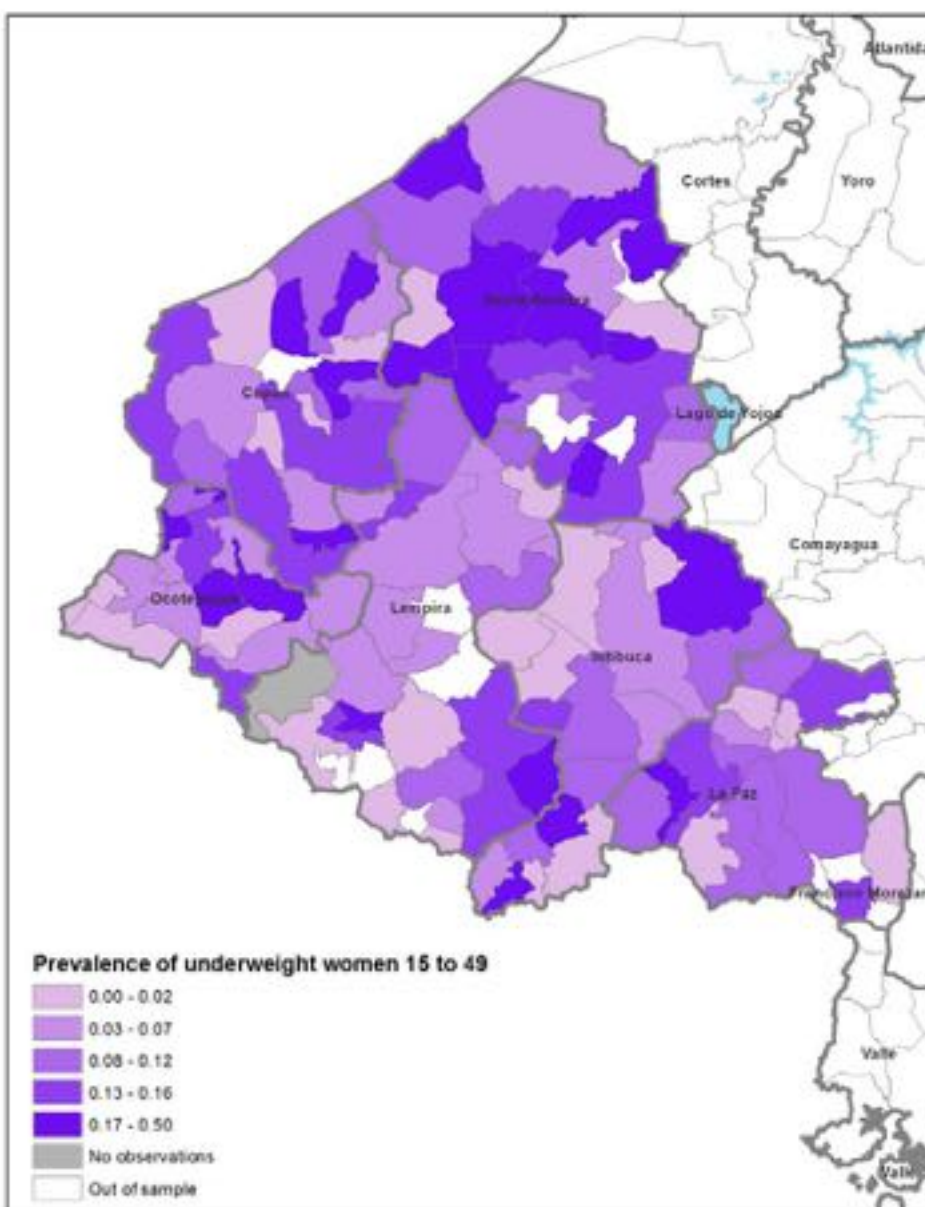 Atlantida
Cortes
Yoro
Santa Barbara
Copan
Lago de Yojoa
Comayagua
Ocotepeque
Lempira
Intibuca
La Paz
Francisco Morazan
Prevalence of underweight women 15 to 49
0.00 - 0.02
0.03 - 0.07
0.08 - 0.12
0.13 - 0.16
0.17 - 0.50
No observations
Out of sample
Valle
Valle